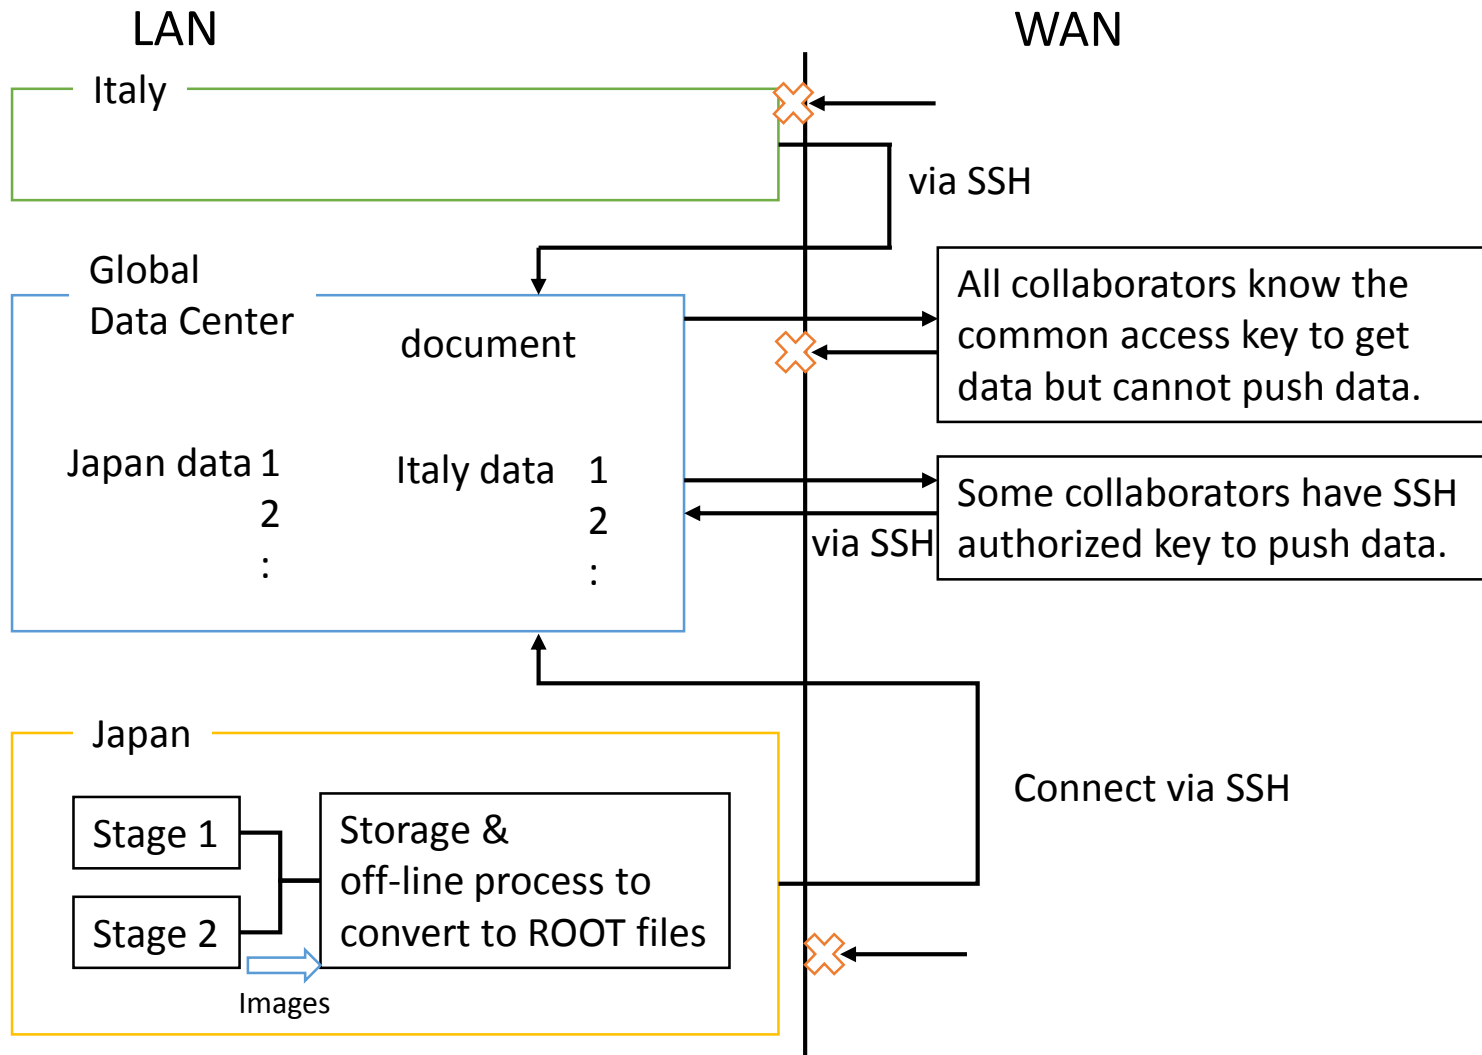 LAN
WAN
Italy
via SSH
Global
Data Center
document
Japan data 1
2
:
Italy data 1
2
:
All collaborators know the
common access key to get
data but cannot push data.
via SSH
Some collaborators have SSH
authorized key to push data.
Japan
Stage 1
Stage 2
Images
Storage &
off-line process to
convert to ROOT files
Connect via SSH